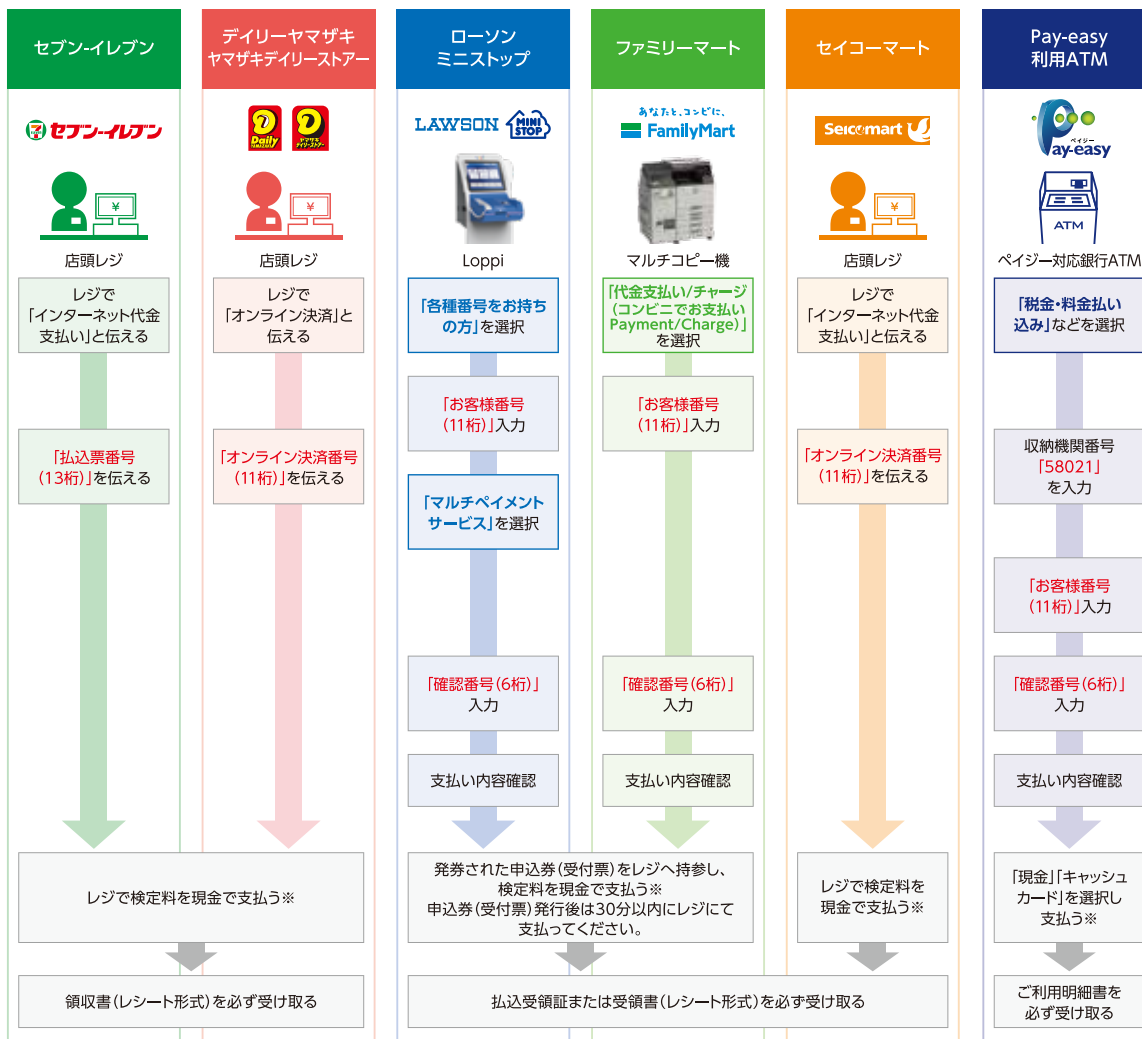 セブン-イレブン
デイリーヤマザキ
ヤマザキデイリーストアー
ローソン
ミニストップ
ファミリーマート
セイコーマート
Pay-easy
利用ATM
セブン-イレブン
Daily
YAMAZAKI
ヤマザキ
デイリーストアー
LAWSON
MINI
STOP
あなたと、コンビに、
FamilyMart
Seicomart
ペイジー
Pay-easy
¥
¥
¥
ATM
店頭レジ
店頭レジ
Loppi
マルチコピー機
店頭レジ
ペイジー対応銀行ATM
レジで
「インターネット代金
支払い」と伝える
レジで
「オンライン決済」と
伝える
「各種番号をお持ち
の方」を選択
「代金支払い/チャージ
(コンビニでお支払い
Payment/Charge)」
を選択
レジで
「インターネット代金
支払い」と伝える
「税金・料金払い
込み」などを選択
「お客様番号
(11桁)」入力
「お客様番号
(11桁)」入力
「払込票番号
(13桁)」を伝える
「オンライン決済番号
(11桁)」を伝える
「マルチペイメント
サービス」を選択
「オンライン決済番号
(11桁)」を伝える
収納機関番号
「58021」
を入力
「お客様番号
(11桁)」入力
「確認番号(6桁)」
入力
「確認番号(6桁)」
入力
「確認番号(6桁)」
入力
支払い内容確認
支払い内容確認
支払い内容確認
レジで検定料を現金で支払う※
発券された申込券(受付票)をレジへ持参し、
検定料を現金で支払う※
申込券(受付票)発行後は30分以内にレジにて
支払ってください。
レジで検定料を
現金で支払う※
「現金」「キャッシュ
カード」を選択し
支払う※
領収書(レシート形式)を必ず受け取る
払込受領証または受領書(レシート形式)を必ず受け取る
ご利用明細書を
必ず受け取る